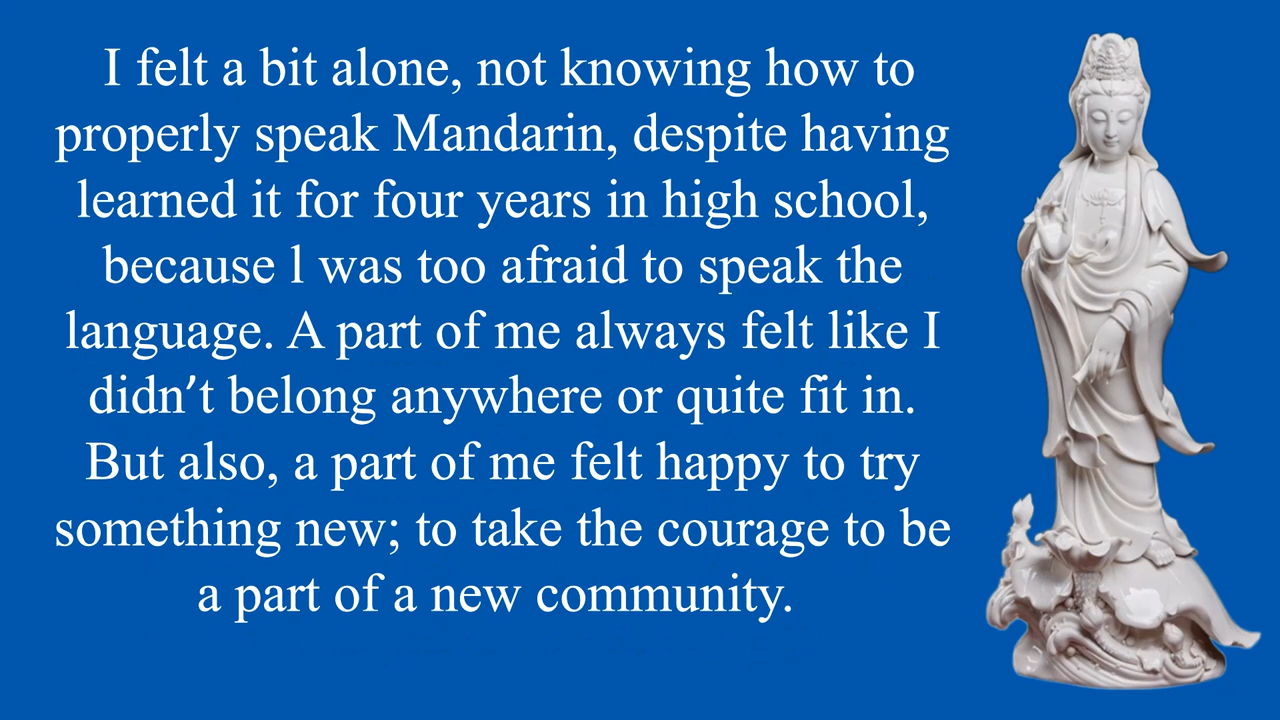 I felt a bit alone, not knowing how to
properly speak Mandarin, despite having
learned it for four years in high school,
because l was too afraid to speak the
language. A part of me always felt like I
didn’t belong anywhere or quite fit in.
But also, a part of me felt happy to try
something new; to take the courage to be
a part of a new community.